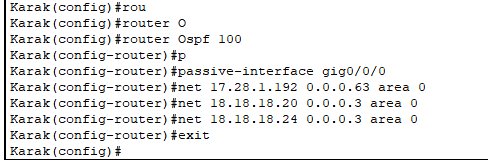 Karak(config)#rou
Karak(config)#router O
Karak(config)#router Ospf 100
Karak(config-router)#p
Karak(config-router)#passive-interface gig0/0/0
Karak(config-router)#net 17.28.1.192 0.0.0.63 area 0
Karak(config-router)#net 18.18.18.20 0.0.0.3 area 0
Karak(config-router)#net 18.18.18.24 0.0.0.3 area 0
Karak(config-router)#exit
Karak(config)#